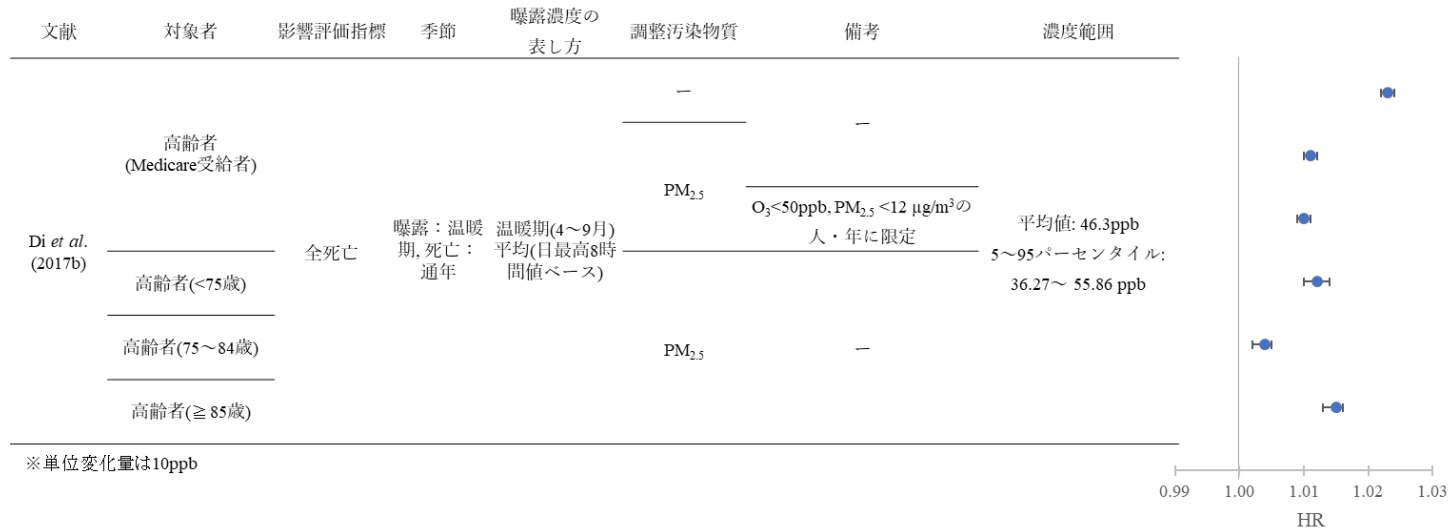 文献
対象者
影響評価指標
季節
曝露濃度の
表し方
調整汚染物質
備考
濃度範囲
Di et al.
(2017b)
高齢者
(Medicare受給者)
高齢者(<75歳)
高齢者(75～84歳)
高齢者(≧85歳)
全死亡
曝露：温暖
期, 死亡：
通年
温暖期(4～9月)
平均(日最高8時
間値ベース)
ー
PM2.5
PM2.5
ー
O3<50ppb, PM2.5 <12 µg/m3の
人・年に限定
ー
平均値: 46.3ppb
5～95パーセンタイル:
36.27～ 55.86 ppb
※単位変化量は10ppb
0.99 1.00 1.01 1.02 1.03
HR